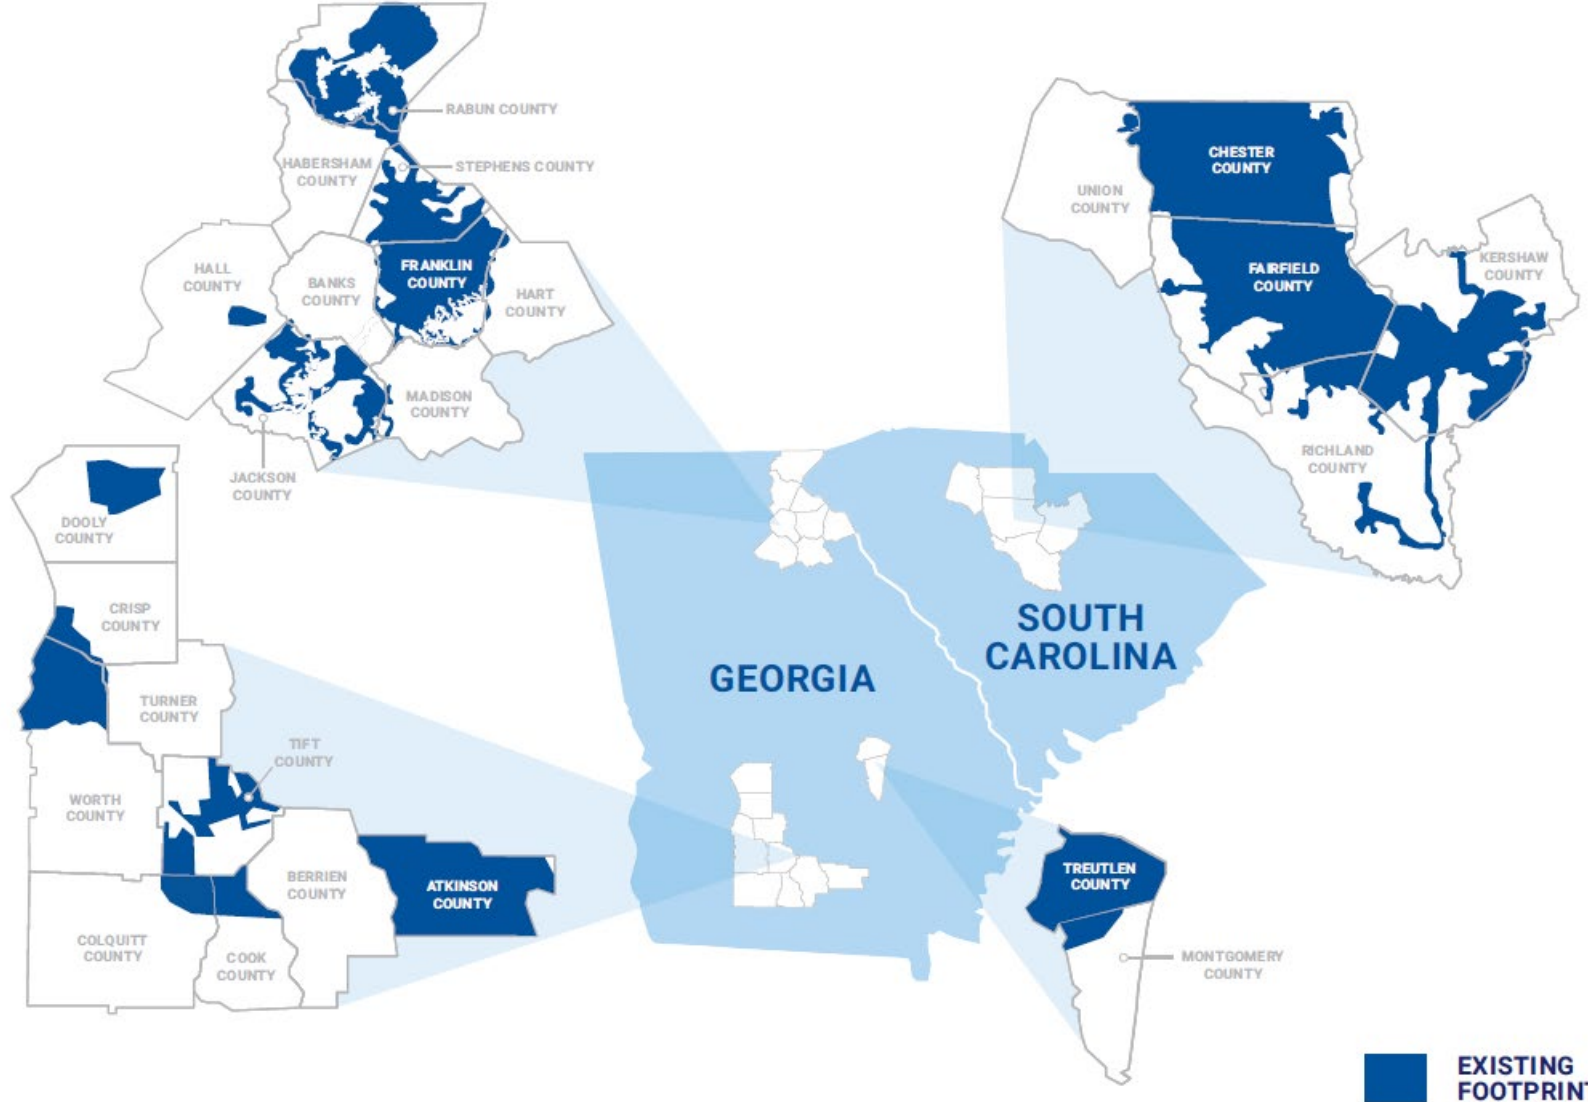 RABUN COUNTY
HABERSHAM
COUNTY
STEPHENS COUNTY
HALL
COUNTY
BANKS
COUNTY
FRANKLIN
COUNTY
HART
COUNTY
MADISON
COUNTY
JACKSON
COUNTY
UNION
COUNTY
CHESTER
COUNTY
FAIRFIELD
COUNTY
KERSHAW
COUNTY
RICHLAND
COUNTY
DOOLY
COUNTY
CRISP
COUNTY
TURNER
COUNTY
TIFT
COUNTY
WORTH
COUNTY
BERRIEN
COUNTY
ATKINSON
COUNTY
COLQUITT
COUNTY
COOK
COUNTY
GEORGIA
SOUTH
CAROLINA
TREUTLEN
COUNTY
MONTGOMERY
COUNTY
EXISTING
FOOTPRINT